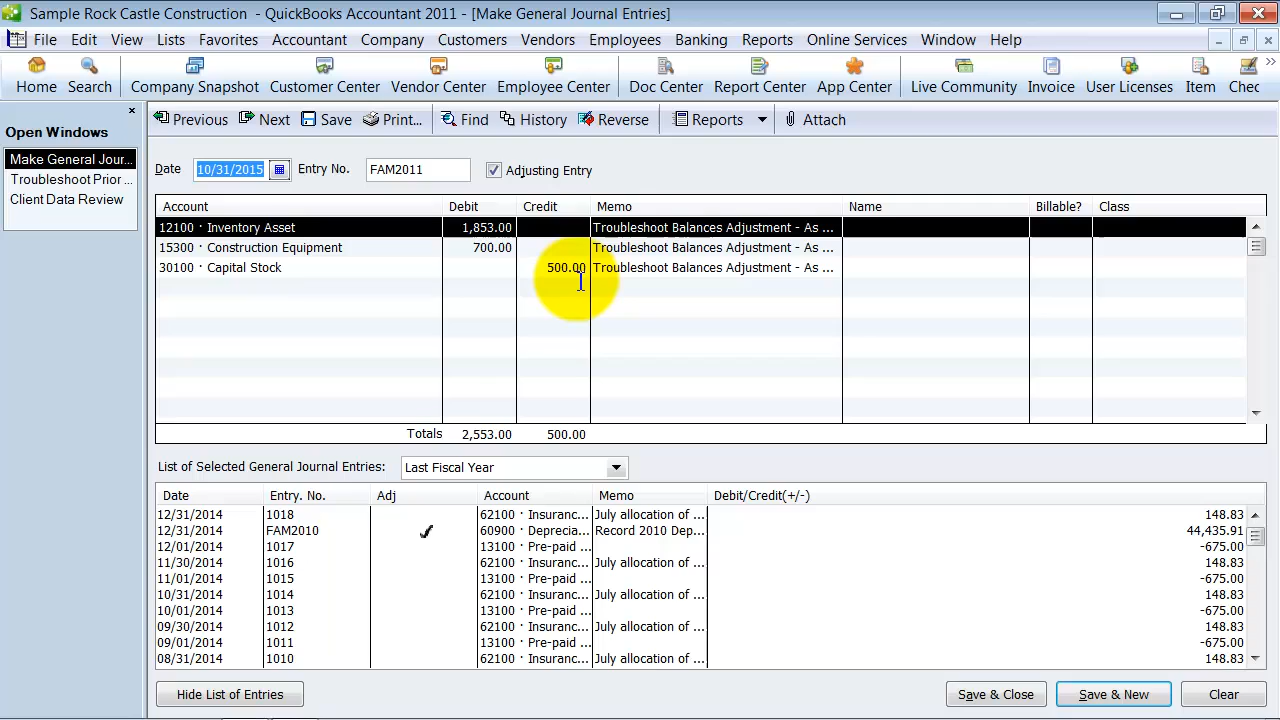 Sample Rock Castle Construction - QuickBooks Accountant 2011 - [Make General Journal Entries]
File Edit View Lists Favorites Accountant Company Customers Vendors Employees Banking Reports Online Services Window Help
Home Search Company Snapshot Customer Center Vendor Center Employee Center Doc Center Report Center App Center Live Community Invoice User Licenses Item Chec
Open Windows
Make General Jour...
Troubleshoot Prior ...
Client Data Review
Previous Next Save Print... Find History Reverse Reports Attach
Date 10/31/2015 Entry No. FAM2011 Adjusting Entry
Account Debit Credit Memo Name Billable? Class
12100 · Inventory Asset 1,853.00 Troubleshoot Balances Adjustment - As ...
15300 · Construction Equipment 700.00 Troubleshoot Balances Adjustment - As ...
30100 · Capital Stock 500.00 Troubleshoot Balances Adjustment - As ...
Totals 2,553.00 500.00
List of Selected General Journal Entries: Last Fiscal Year
Date Entry. No. Adj Account Memo Debit/Credit(+/-)
12/31/2014 1018 62100 · Insuranc... July allocation of ... 148.83
12/31/2014 FAM2010 60900 · Deprecia... Record 2010 Dep... 44,435.91
12/01/2014 1017 13100 · Pre-paid ... -675.00
11/30/2014 1016 62100 · Insuranc... July allocation of ... 148.83
11/01/2014 1015 13100 · Pre-paid ... -675.00
10/31/2014 1014 62100 · Insuranc... July allocation of ... 148.83
10/01/2014 1013 13100 · Pre-paid ... -675.00
09/30/2014 1012 62100 · Insuranc... July allocation of ... 148.83
09/01/2014 1011 13100 · Pre-paid ... -675.00
08/31/2014 1010 62100 · Insuranc... July allocation of ... 148.83
Hide List of Entries Save & Close Save & New Clear